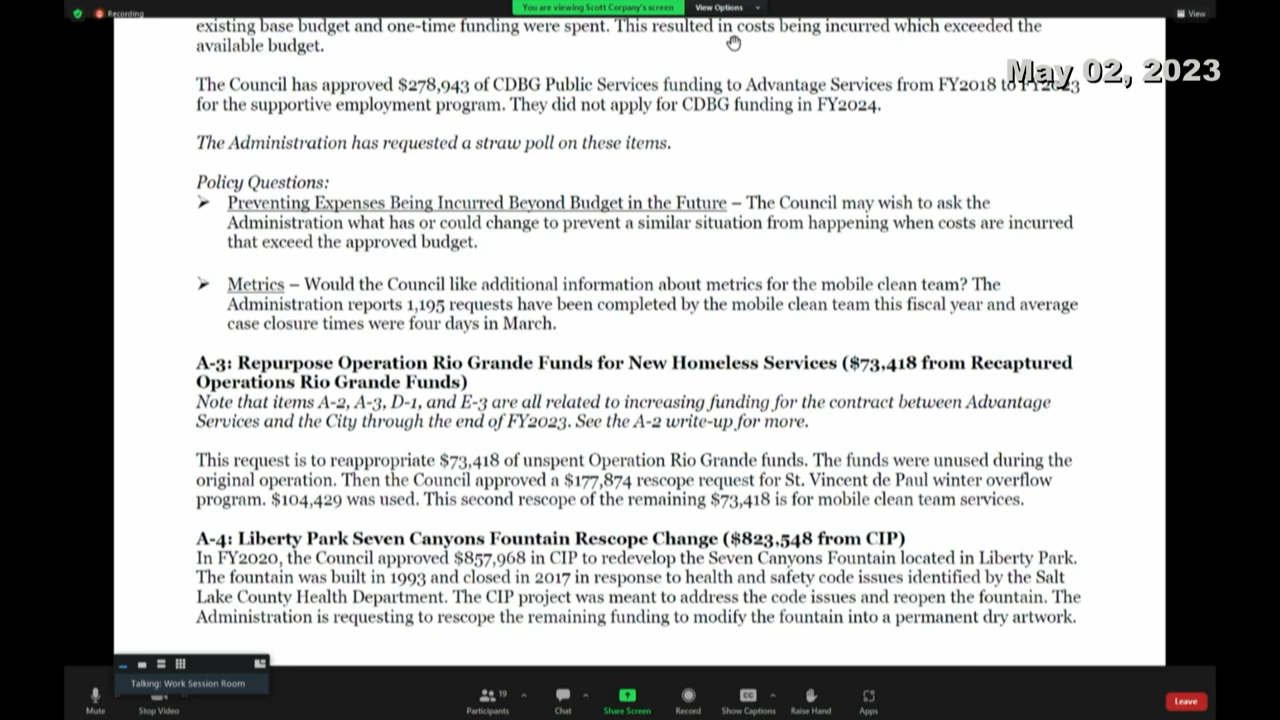 Recording
You are viewing Scott Corpany's screen
View Options
View
existing base budget and one-time funding were spent. This resulted in costs being incurred which exceeded the
available budget.
May 02, 2023
The Council has approved $278,943 of CDBG Public Services funding to Advantage Services from FY2018 to FY2023
for the supportive employment program. They did not apply for CDBG funding in FY2024.
The Administration has requested a straw poll on these items.
Policy Questions:
➤ Preventing Expenses Being Incurred Beyond Budget in the Future – The Council may wish to ask the
Administration what has or could change to prevent a similar situation from happening when costs are incurred
that exceed the approved budget.
➤ Metrics – Would the Council like additional information about metrics for the mobile clean team? The
Administration reports 1,195 requests have been completed by the mobile clean team this fiscal year and average
case closure times were four days in March.
A-3: Repurpose Operation Rio Grande Funds for New Homeless Services ($73,418 from Recaptured
Operations Rio Grande Funds)
Note that items A-2, A-3, D-1, and E-3 are all related to increasing funding for the contract between Advantage
Services and the City through the end of FY2023. See the A-2 write-up for more.
This request is to reappropriate $73,418 of unspent Operation Rio Grande funds. The funds were unused during the
original operation. Then the Council approved a $177,874 rescope request for St. Vincent de Paul winter overflow
program. $104,429 was used. This second rescope of the remaining $73,418 is for mobile clean team services.
A-4: Liberty Park Seven Canyons Fountain Rescope Change ($823,548 from CIP)
In FY2020, the Council approved $857,968 in CIP to redevelop the Seven Canyons Fountain located in Liberty Park.
The fountain was built in 1993 and closed in 2017 in response to health and safety code issues identified by the Salt
Lake County Health Department. The CIP project was meant to address the code issues and reopen the fountain. The
Administration is requesting to rescope the remaining funding to modify the fountain into a permanent dry artwork.
Talking: Work Session Room
Mute
Stop Video
Participants
19
Chat
Share Screen
Record
CC
Show Captions
Raise Hand
Apps
Leave